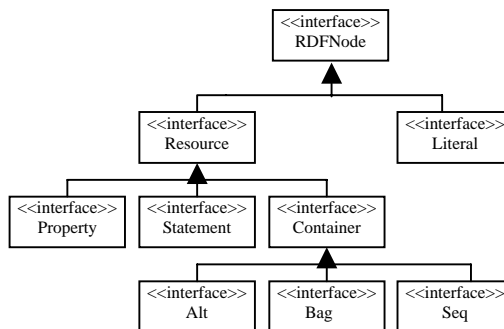 <<interface>>
RDFNode
<<interface>>
Resource
<<interface>>
Literal
<<interface>>
Property
<<interface>>
Statement
<<interface>>
Container
<<interface>>
Alt
<<interface>>
Bag
<<interface>>
Seq